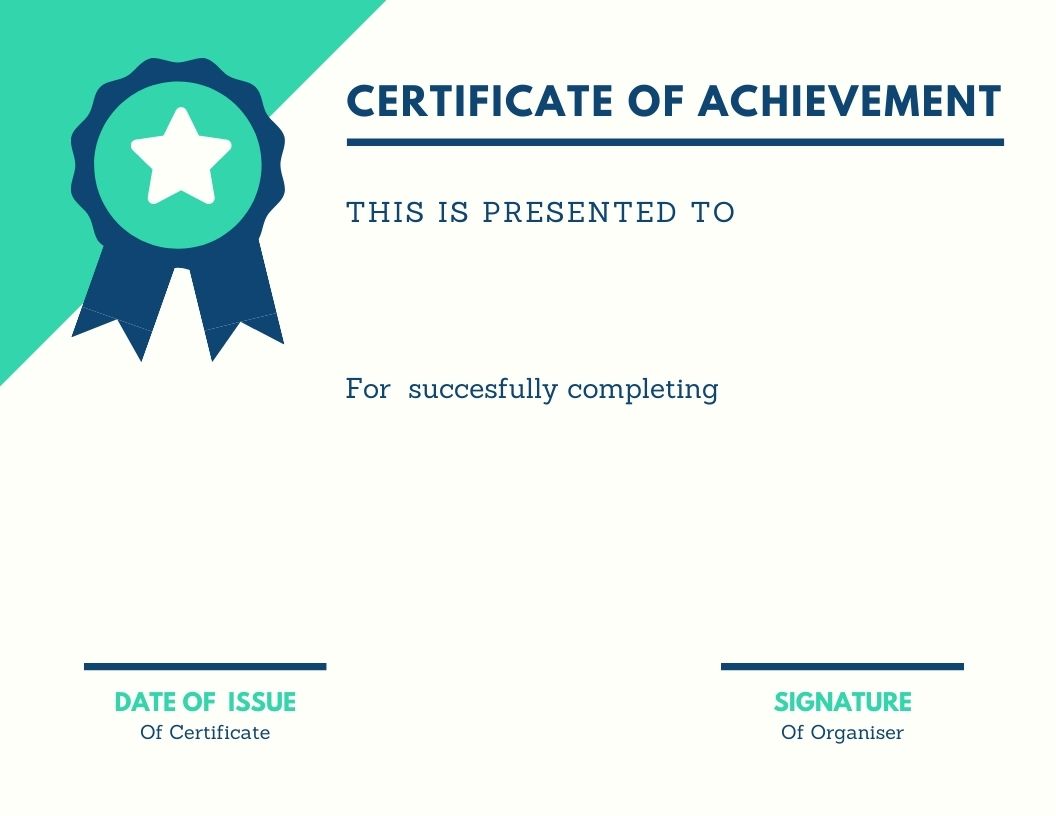 CERTIFICATE OF ACHIEVEMENT
THIS IS PRESENTED TO
For  succesfully completing
DATE OF  ISSUE
Of Certificate
SIGNATURE
Of Organiser